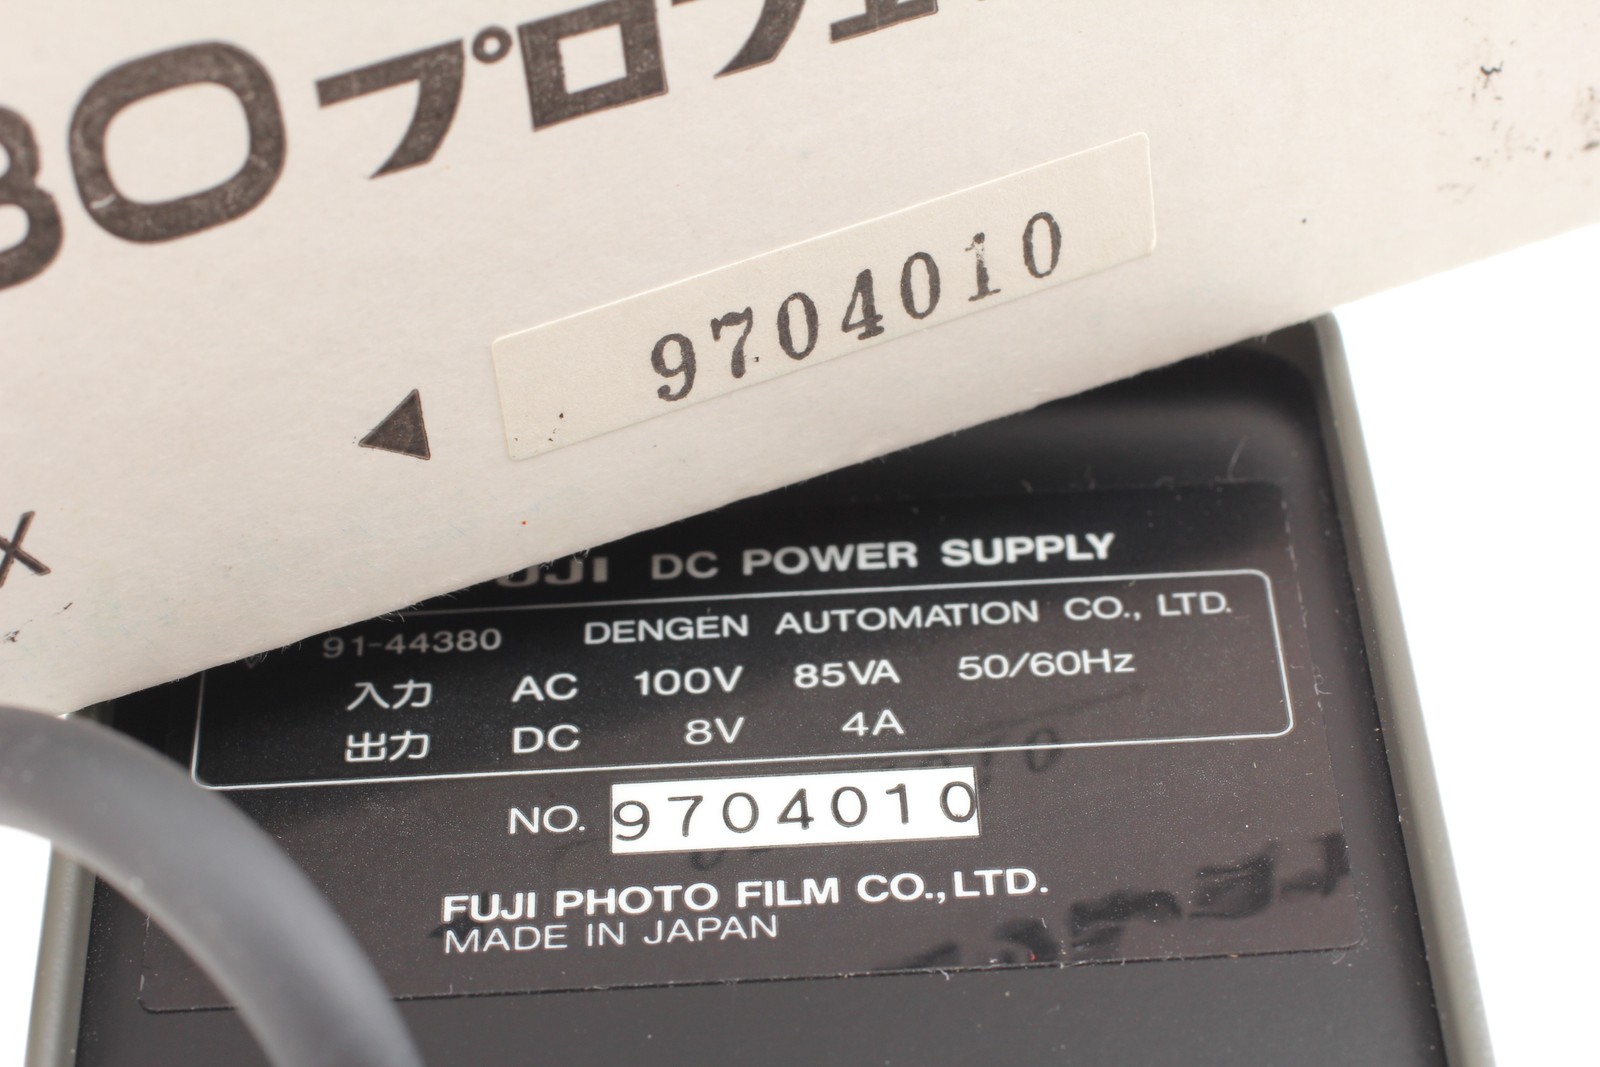 80プロフ
9704010
◀
X
FUJI DC POWER SUPPLY
91-44380 DENGEN AUTOMATION CO., LTD.
入力 AC 100V 85VA 50/60Hz
出力 DC 8V 4A
NO. 9704010
FUJI PHOTO FILM CO., LTD.
MADE IN JAPAN